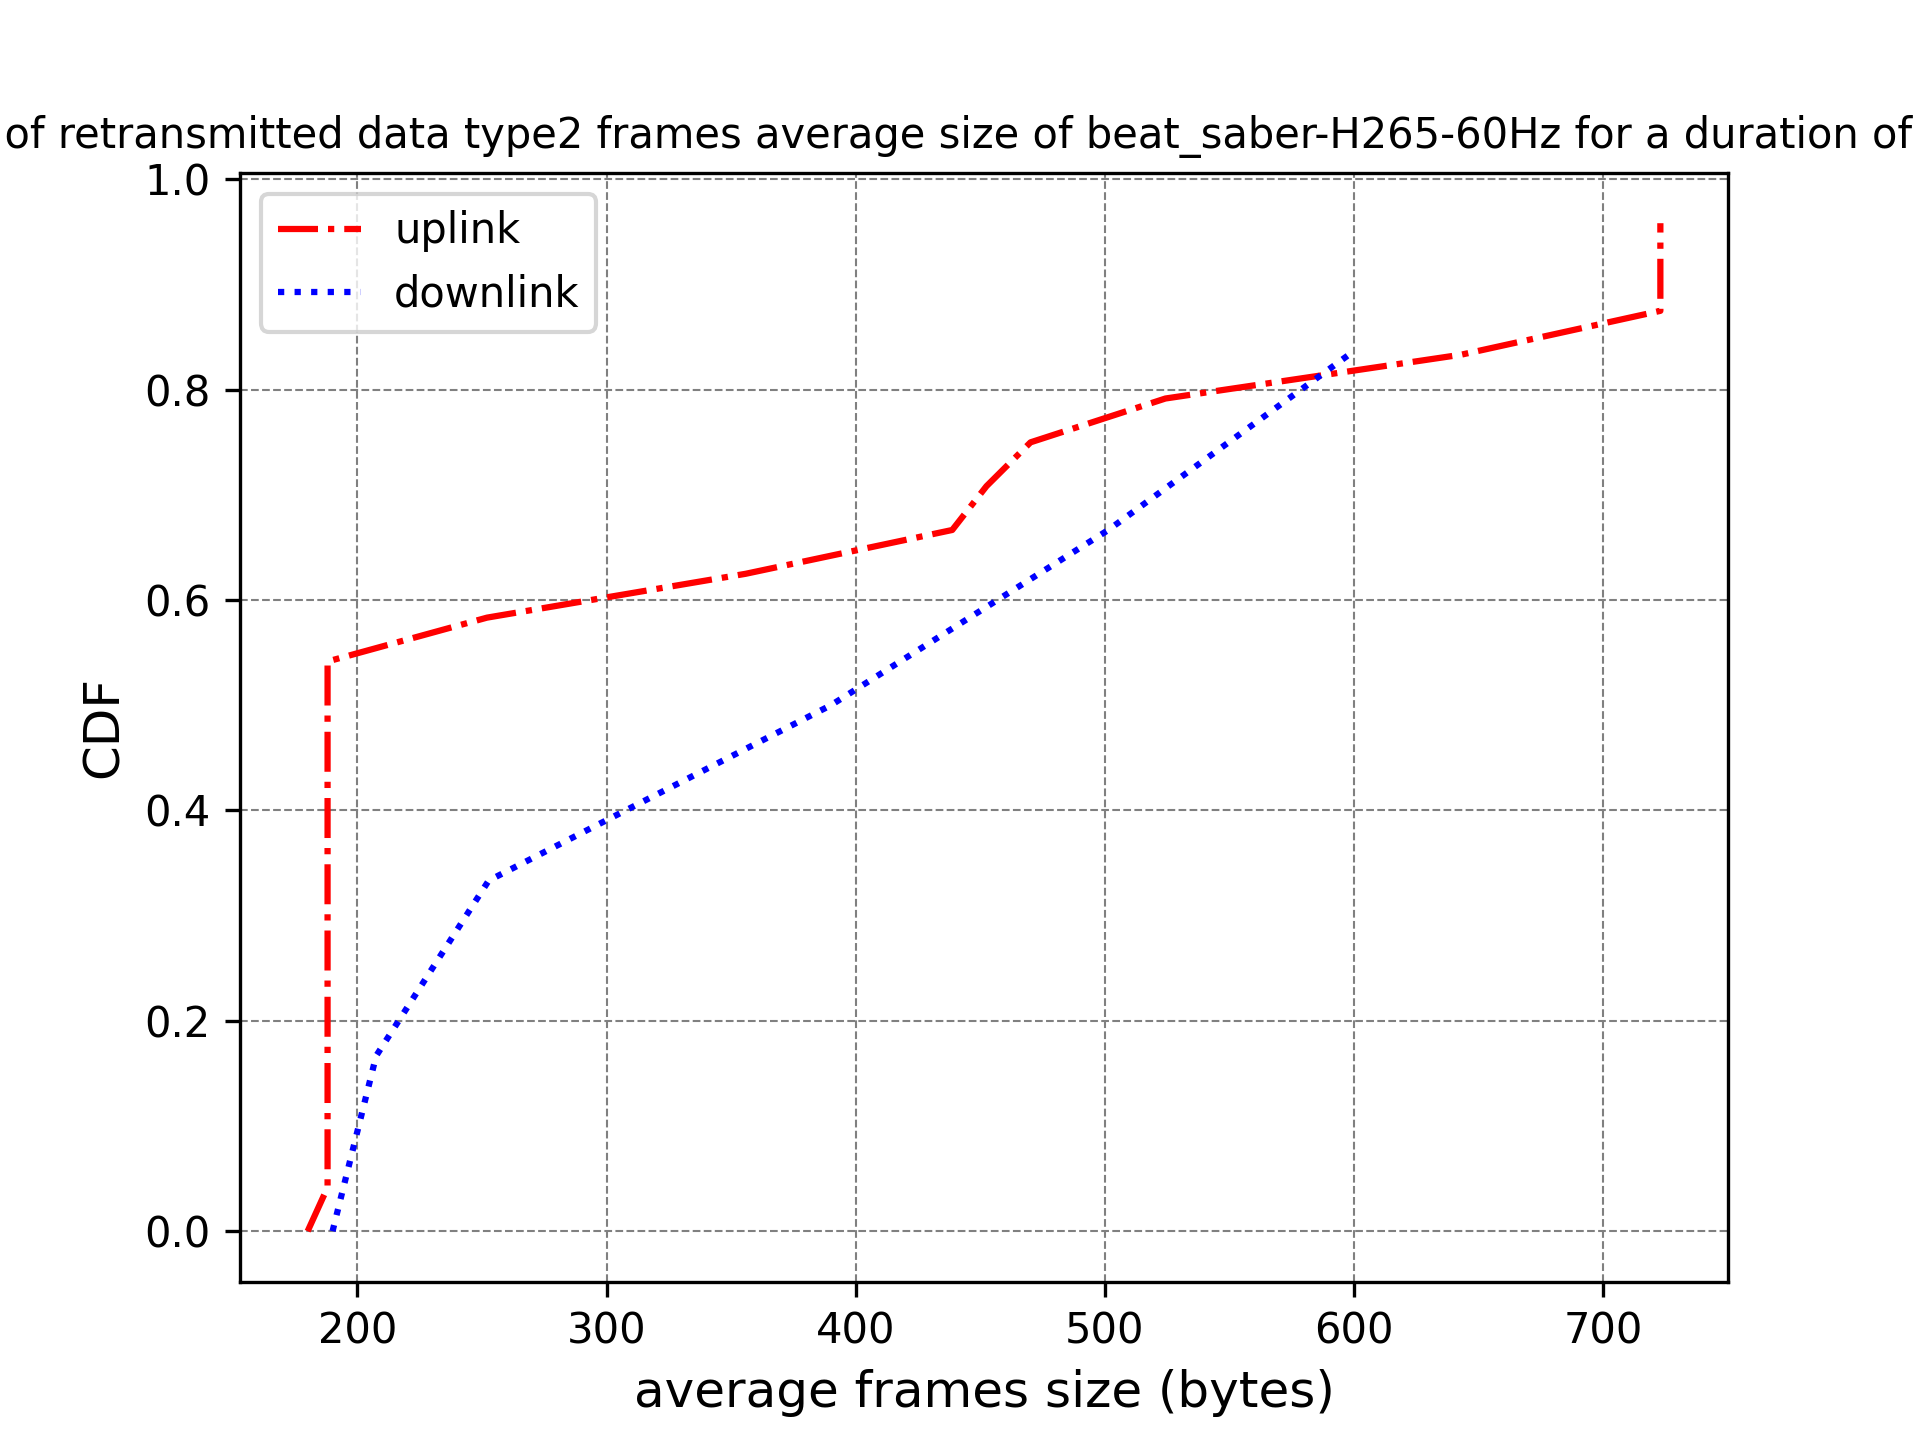 of retransmitted data type2 frames average size of beat_saber-H265-60Hz for a duration of
uplink
downlink
1.0
0.8
0.6
0.4
0.2
0.0
CDF
200 300 400 500 600 700
average frames size (bytes)